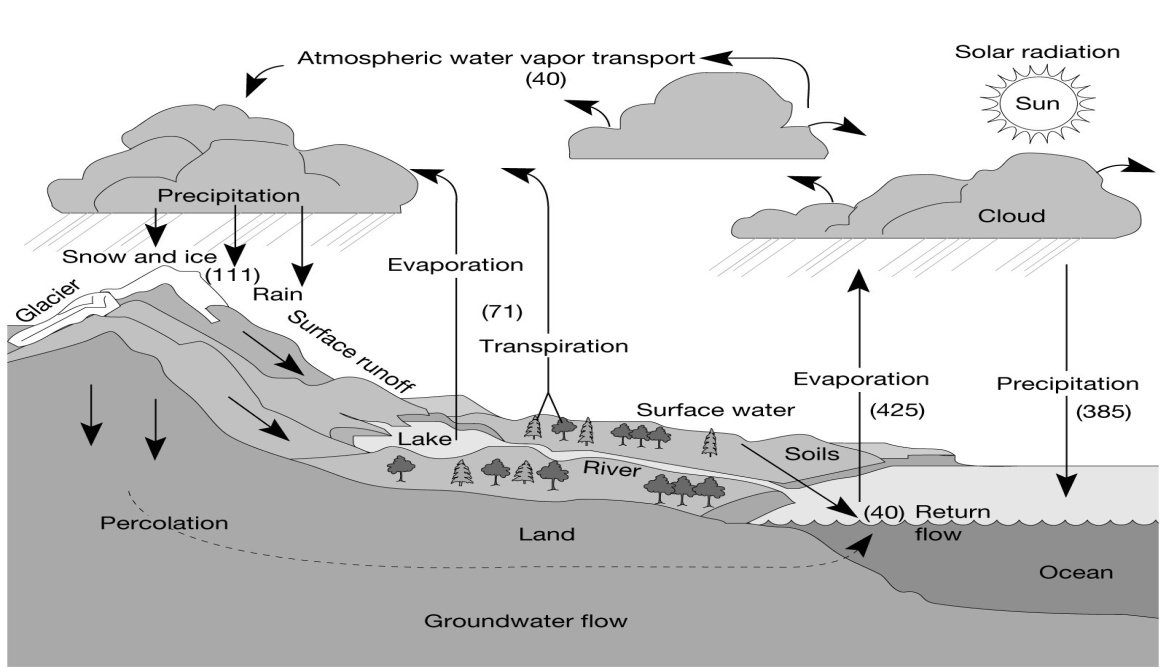 Solar radiation
Sun
Atmospheric water vapor transport
(40)
Precipitation
Cloud
Snow and ice
(111)
Rain
Glacier
Surface runoff
Evaporation
(71)
Transpiration
Evaporation
(425)
Precipitation
(385)
Surface water
Lake
River
Soils
(40) Return
flow
Percolation
Land
Ocean
Groundwater flow